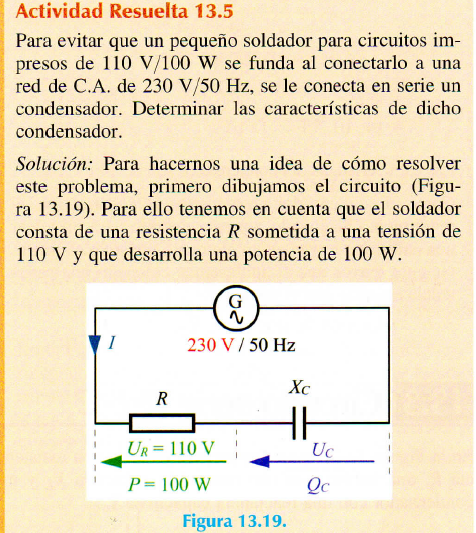 Actividad Resuelta 13.5
Para evitar que un pequeño soldador para circuitos im-
presos de 110 V/100 W se funda al conectarlo a una
red de C.A. de 230 V/50 Hz, se le conecta en serie un
condensador. Determinar las características de dicho
condensador.
Solución: Para hacernos una idea de cómo resolver
este problema, primero dibujamos el circuito (Figu-
ra 13.19). Para ello tenemos en cuenta que el soldador
consta de una resistencia R sometida a una tensión de
110 V y que desarrolla una potencia de 100 W.
G
I
230 V / 50 Hz
R
XC
UR = 110 V
UC
P = 100 W
QC
Figura 13.19.